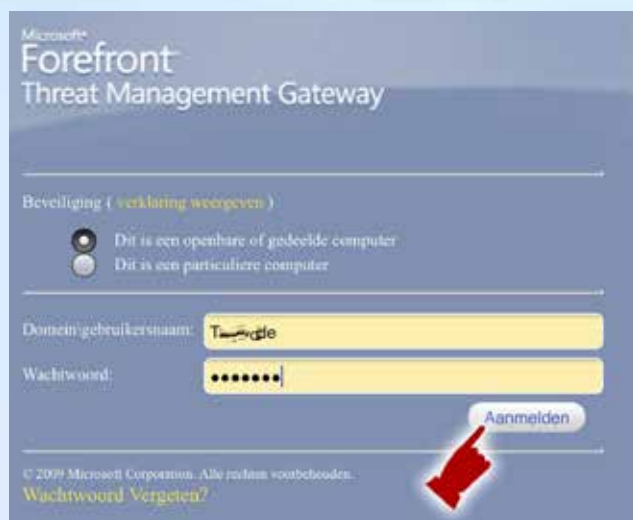 Microsoft®
Forefront
Threat Management Gateway
Beveiliging ( verklaring weergeven )
Dit is een openbare of gedeelde computer
Dit is een particuliere computer
Domein\gebruikersnaam:
Wachtwoord: •••••••
Aanmelden
© 2009 Microsoft Corporation. Alle rechten voorbehouden.
Wachtwoord Vergeten?